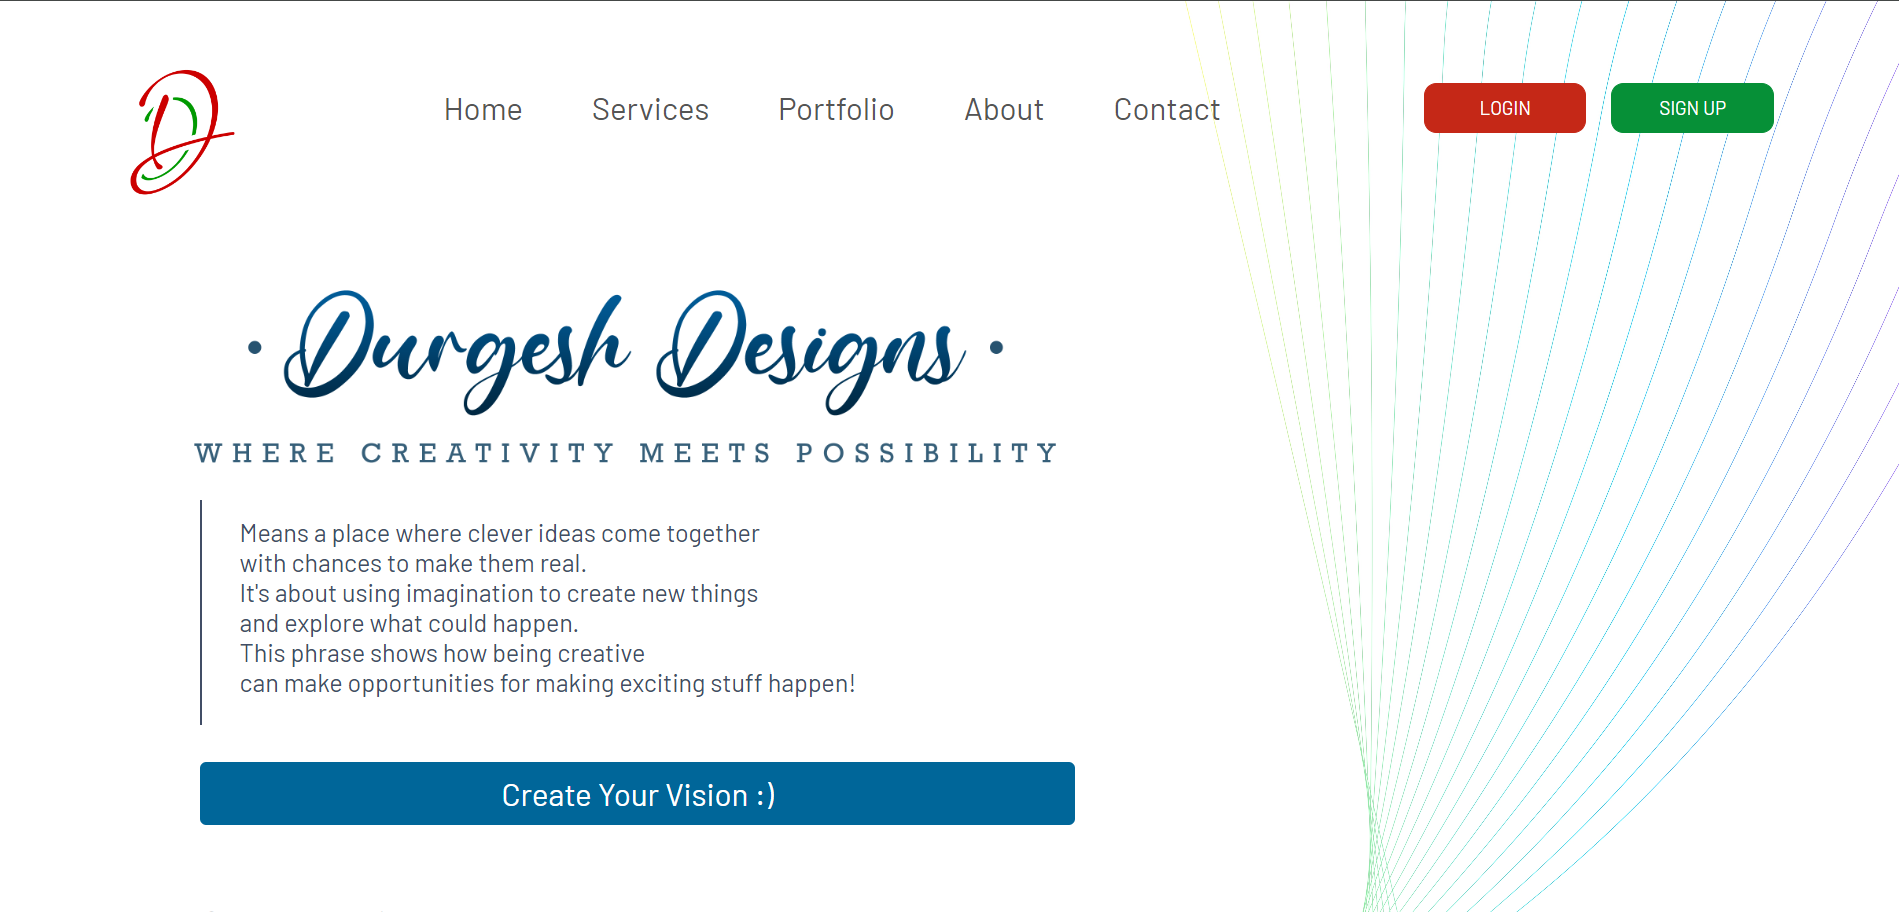 D
Home Services Portfolio About Contact LOGIN SIGN UP
• Durgesh Designs •
WHERE CREATIVITY MEETS POSSIBILITY
Means a place where clever ideas come together
with chances to make them real.
It's about using imagination to create new things
and explore what could happen.
This phrase shows how being creative
can make opportunities for making exciting stuff happen!
Create Your Vision :)